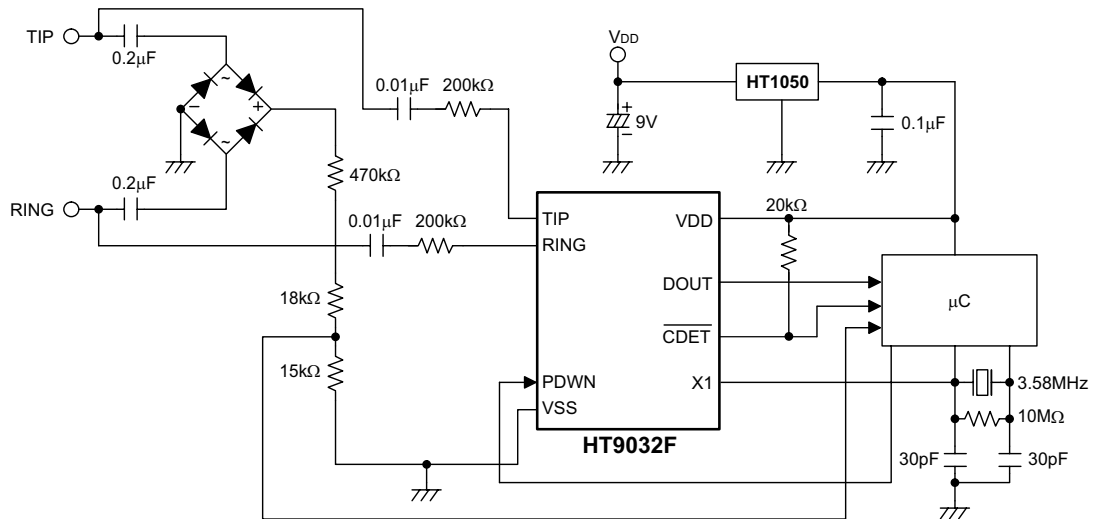 TIP
0.2μF
~
–
+
~
0.2μF
RING
0.01μF
200kΩ
470kΩ
0.01μF
200kΩ
18kΩ
15kΩ
VDD
+
–
9V
HT1050
0.1μF
20kΩ
TIP
RING
PDWN
VSS
VDD
DOUT
CDET
X1
HT9032F
μC
3.58MHz
10MΩ
30pF
30pF